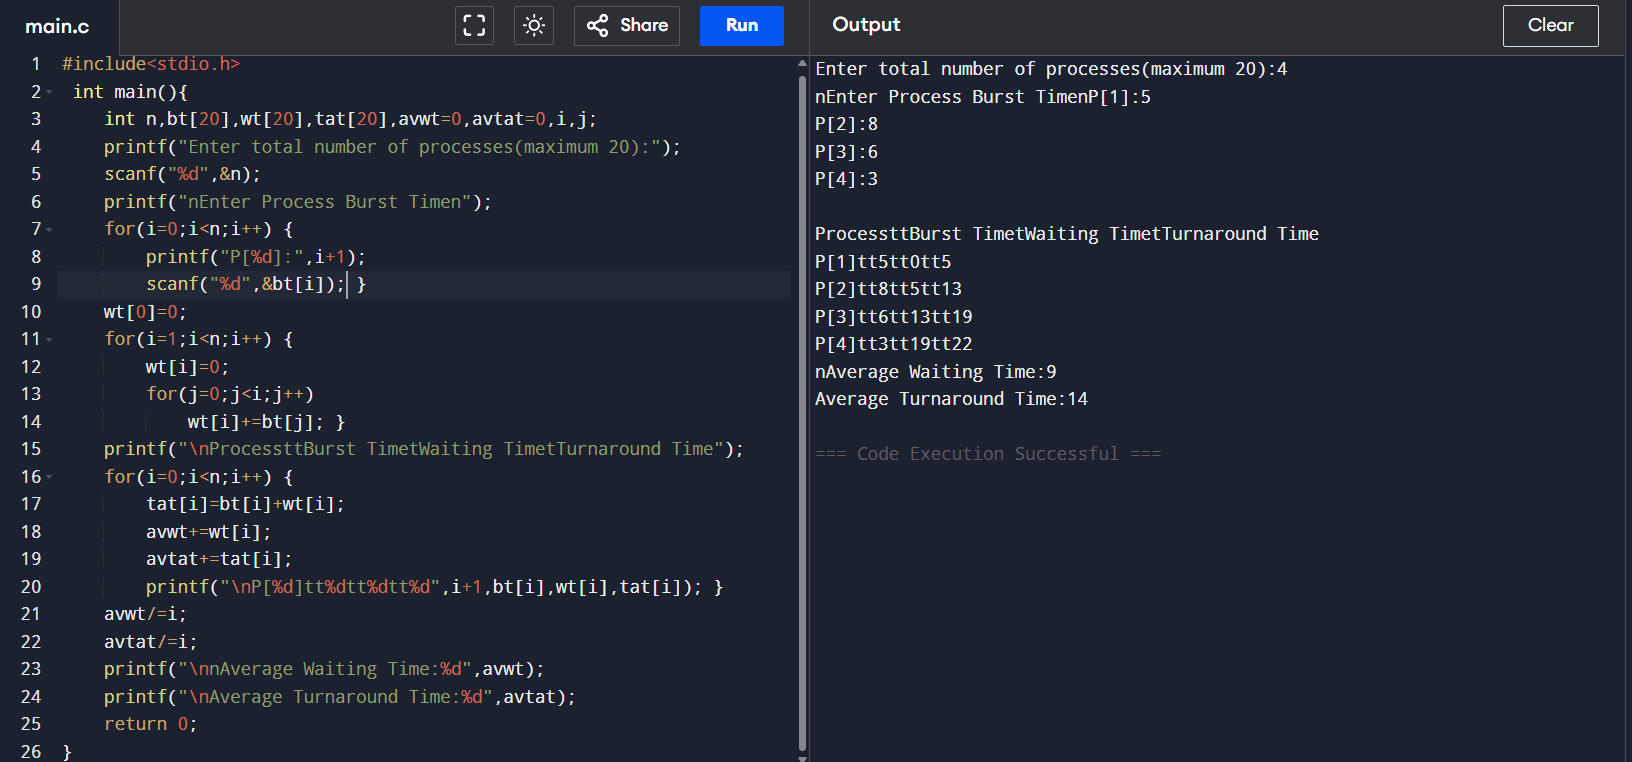 main.c
Share
Run
Output
Clear
1 #include<stdio.h>
2 int main(){
3 int n,bt[20],wt[20],tat[20],avwt=0,avtat=0,i,j;
4 printf("Enter total number of processes(maximum 20):");
5 scanf("%d",&n);
6 printf("nEnter Process Burst Timen");
7 for(i=0;i<n;i++) {
8 printf("P[%d]:",i+1);
9 scanf("%d",&bt[i]); }
10 wt[0]=0;
11 for(i=1;i<n;i++) {
12 wt[i]=0;
13 for(j=0;j<i;j++)
14 wt[i]+=bt[j]; }
15 printf("\nProcessttBurst TimetWaiting TimetTurnaround Time");
16 for(i=0;i<n;i++) {
17 tat[i]=bt[i]+wt[i];
18 avwt+=wt[i];
19 avtat+=tat[i];
20 printf("\nP[%d]tt%dtt%dtt%d",i+1,bt[i],wt[i],tat[i]); }
21 avwt/=i;
22 avtat/=i;
23 printf("\nnAverage Waiting Time:%d",avwt);
24 printf("\nAverage Turnaround Time:%d",avtat);
25 return 0;
26 }
Enter total number of processes(maximum 20):4
nEnter Process Burst TimenP[1]:5
P[2]:8
P[3]:6
P[4]:3
ProcessttBurst TimetWaiting TimetTurnaround Time
P[1]tt5tt0tt5
P[2]tt8tt5tt13
P[3]tt6tt13tt19
P[4]tt3tt19tt22
nAverage Waiting Time:9
Average Turnaround Time:14
=== Code Execution Successful ===